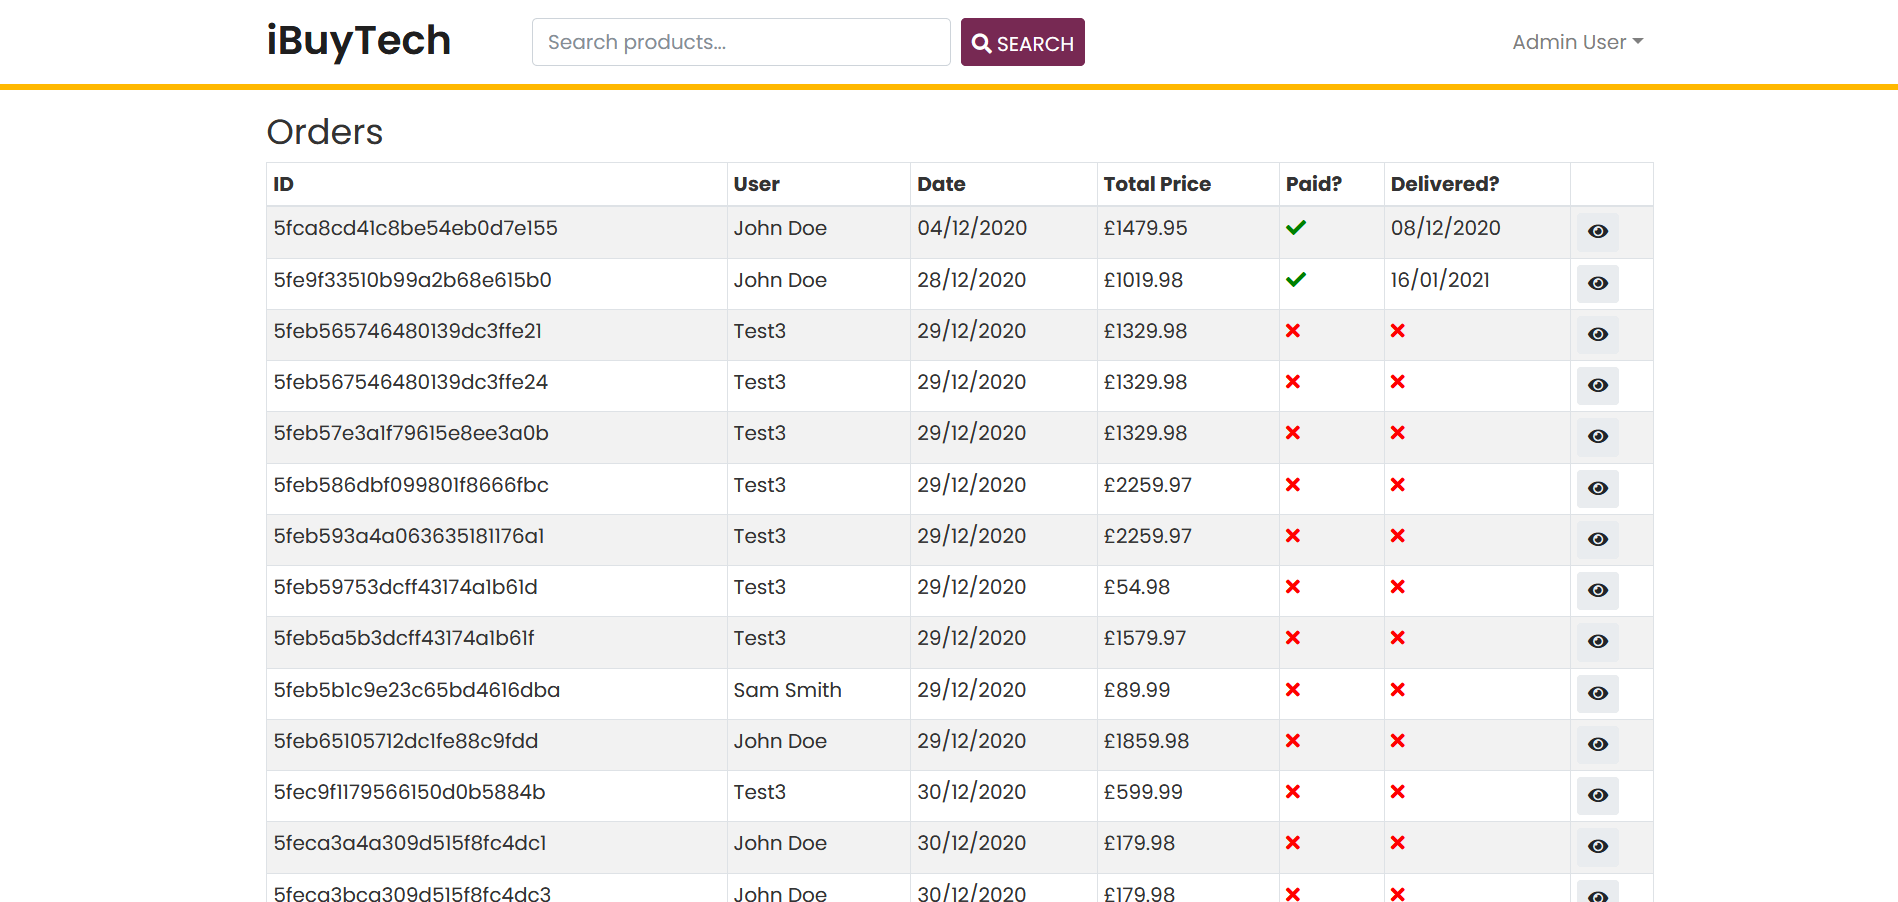 iBuyTech Search products... SEARCH Admin User
Orders
ID User Date Total Price Paid? Delivered?
5fca8cd41c8be54eb0d7e155 John Doe 04/12/2020 £1479.95 08/12/2020
5fe9f33510b99a2b68e615b0 John Doe 28/12/2020 £1019.98 16/01/2021
5feb565746480139dc3ffe21 Test3 29/12/2020 £1329.98
5feb567546480139dc3ffe24 Test3 29/12/2020 £1329.98
5feb57e3a1f79615e8ee3a0b Test3 29/12/2020 £1329.98
5feb586dbf099801f8666fbc Test3 29/12/2020 £2259.97
5feb593a4a063635181176a1 Test3 29/12/2020 £2259.97
5feb59753dcff43174a1b61d Test3 29/12/2020 £54.98
5feb5a5b3dcff43174a1b61f Test3 29/12/2020 £1579.97
5feb5b1c9e23c65bd4616dba Sam Smith 29/12/2020 £89.99
5feb65105712dc1fe88c9fdd John Doe 29/12/2020 £1859.98
5fec9f1179566150d0b5884b Test3 30/12/2020 £599.99
5feca3a4a309d515f8fc4dc1 John Doe 30/12/2020 £179.98
5feca3bca309d515f8fc4dc3 John Doe 30/12/2020 £179.98